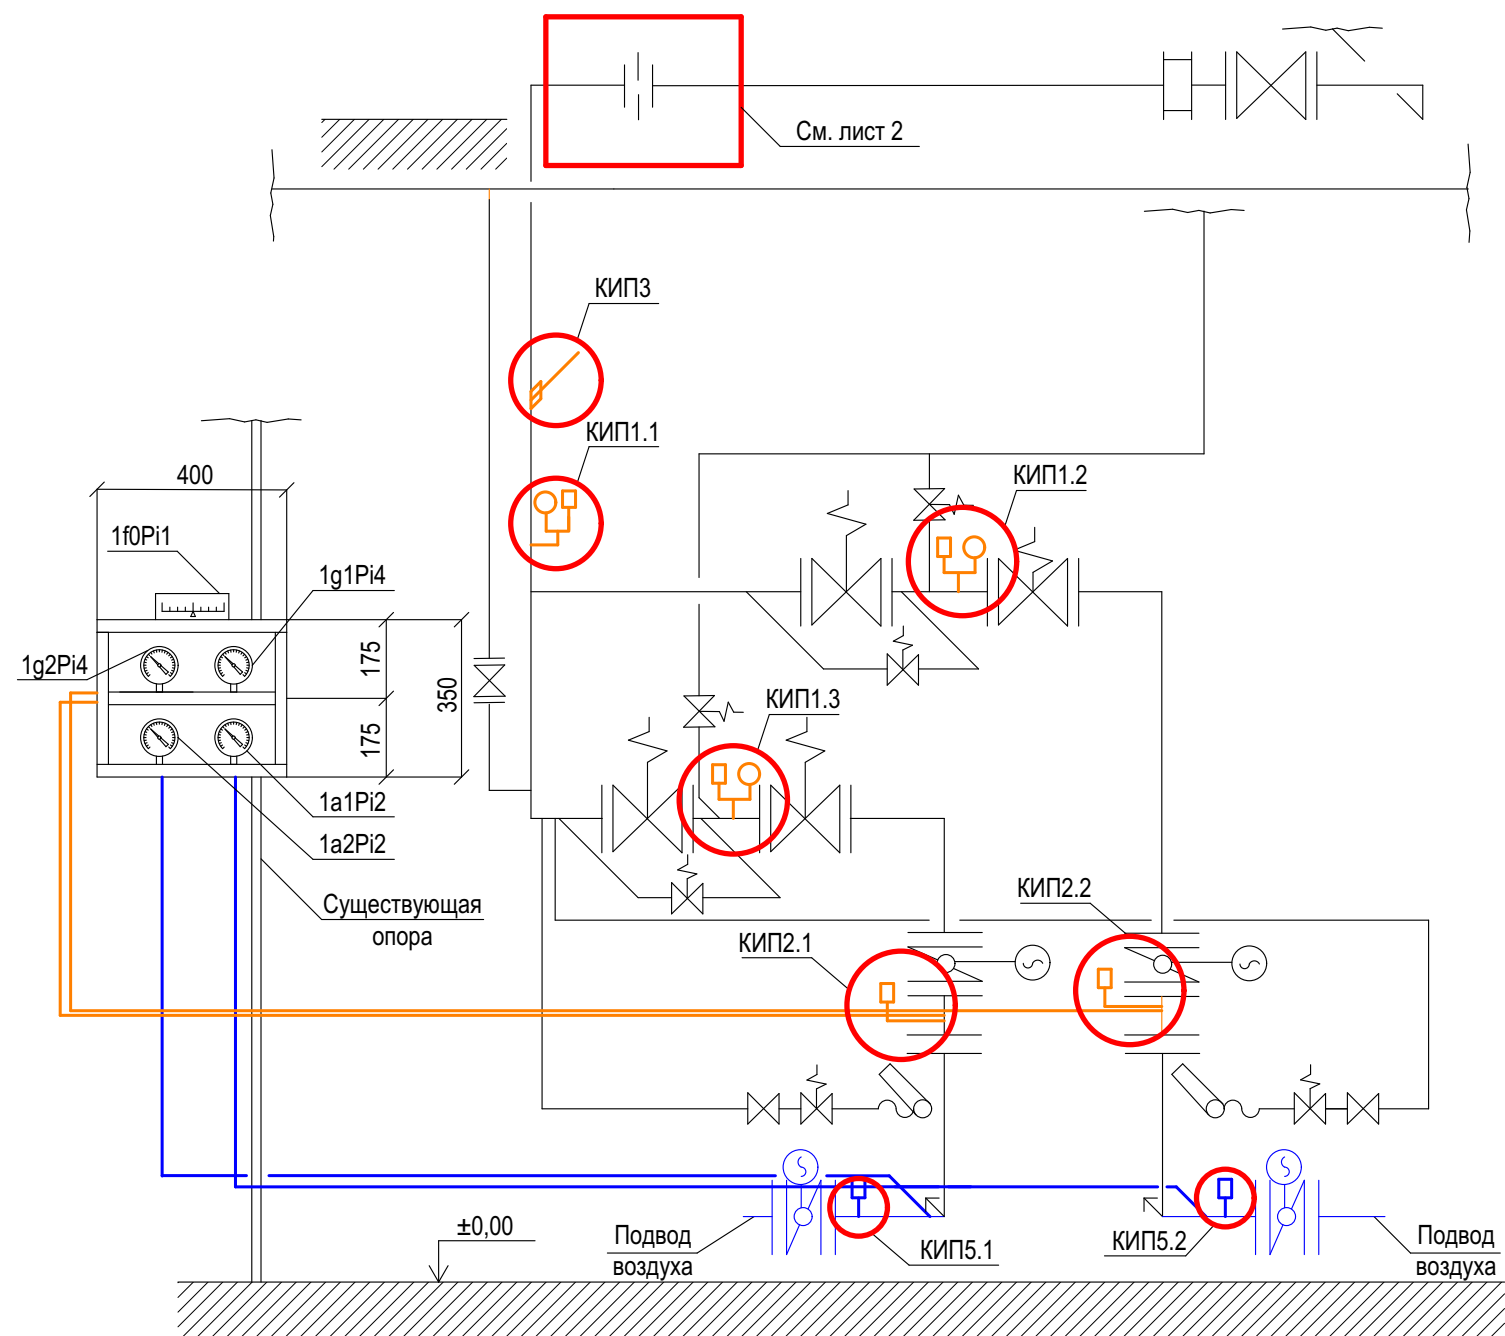 См. лист 2
КИП3
КИП1.1
КИП1.2
400
1f0Pi1
1g1Pi4
1g2Pi4
175
350
175
КИП1.3
1a1Pi2
1a2Pi2
Существующая
опора
КИП2.2
КИП2.1
±0,00
Подвод
воздуха
КИП5.1
КИП5.2
Подвод
воздуха